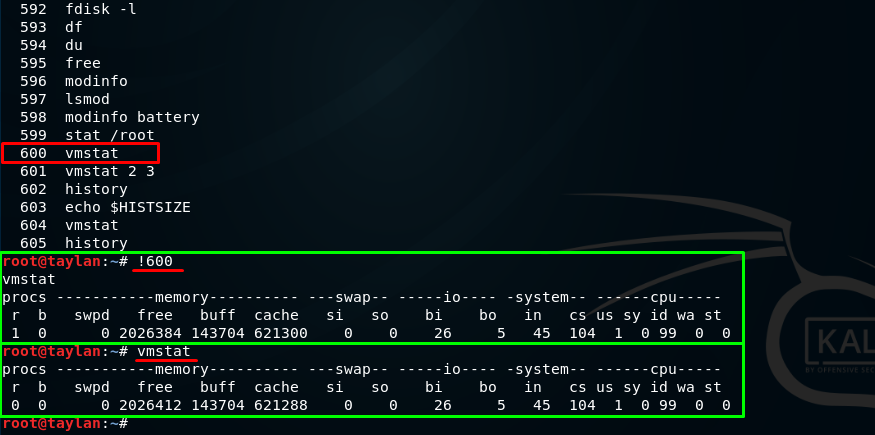 592  fdisk -l
593  df
594  du
595  free
596  modinfo
597  lsmod
598  modinfo battery
599  stat /root
600  vmstat
601  vmstat 2 3
602  history
603  echo $HISTSIZE
604  vmstat
605  history
root@taylan:~# !600
vmstat
procs -----------memory---------- ---swap-- -----io---- -system-- ------cpu-----
 r  b   swpd   free   buff  cache   si   so    bi    bo   in   cs us sy id wa st
 1  0      0 2026384 143704 621300    0    0    26     5   45  104  1  0 99  0  0
root@taylan:~# vmstat
procs -----------memory---------- ---swap-- -----io---- -system-- ------cpu-----
 r  b   swpd   free   buff  cache   si   so    bi    bo   in   cs us sy id wa st
 0  0      0 2026412 143704 621288    0    0    26     5   45  104  1  0 99  0  0
root@taylan:~#
KAL
BY OFFENSIVE SEC